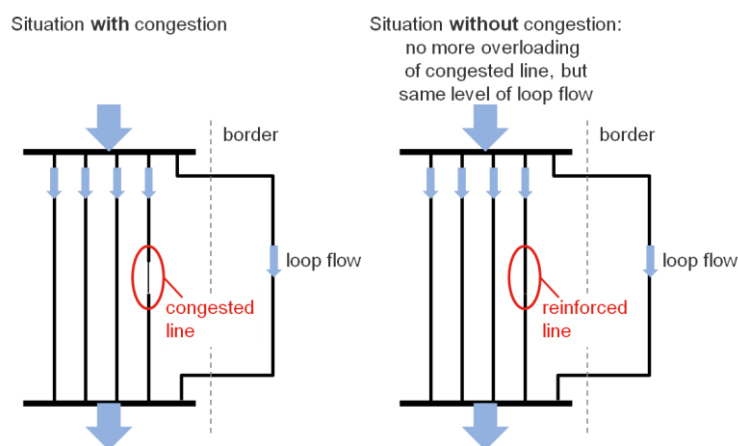 Situation with congestion
border
loop flow
congested
line
Situation without congestion:
no more overloading
of congested line, but
same level of loop flow
border
loop flow
reinforced
line